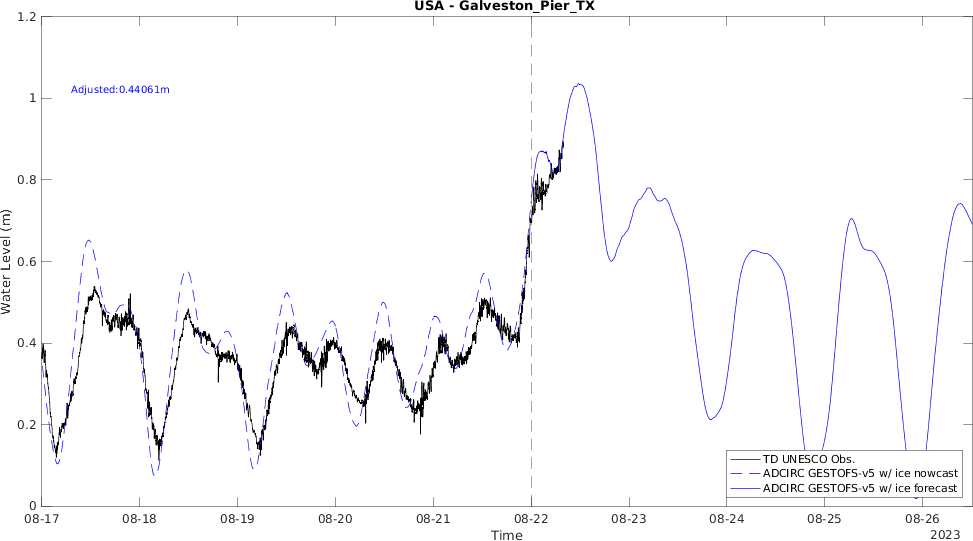 USA - Galveston_Pier_TX
1.2
1
0.8
0.6
0.4
0.2
0
Water Level (m)
Adjusted:0.44061m
TD UNESCO Obs.
ADCIRC GESTOFS-v5 w/ ice nowcast
ADCIRC GESTOFS-v5 w/ ice forecast
08-17 08-18 08-19 08-20 08-21 08-22 08-23 08-24 08-25 08-26
Time
2023